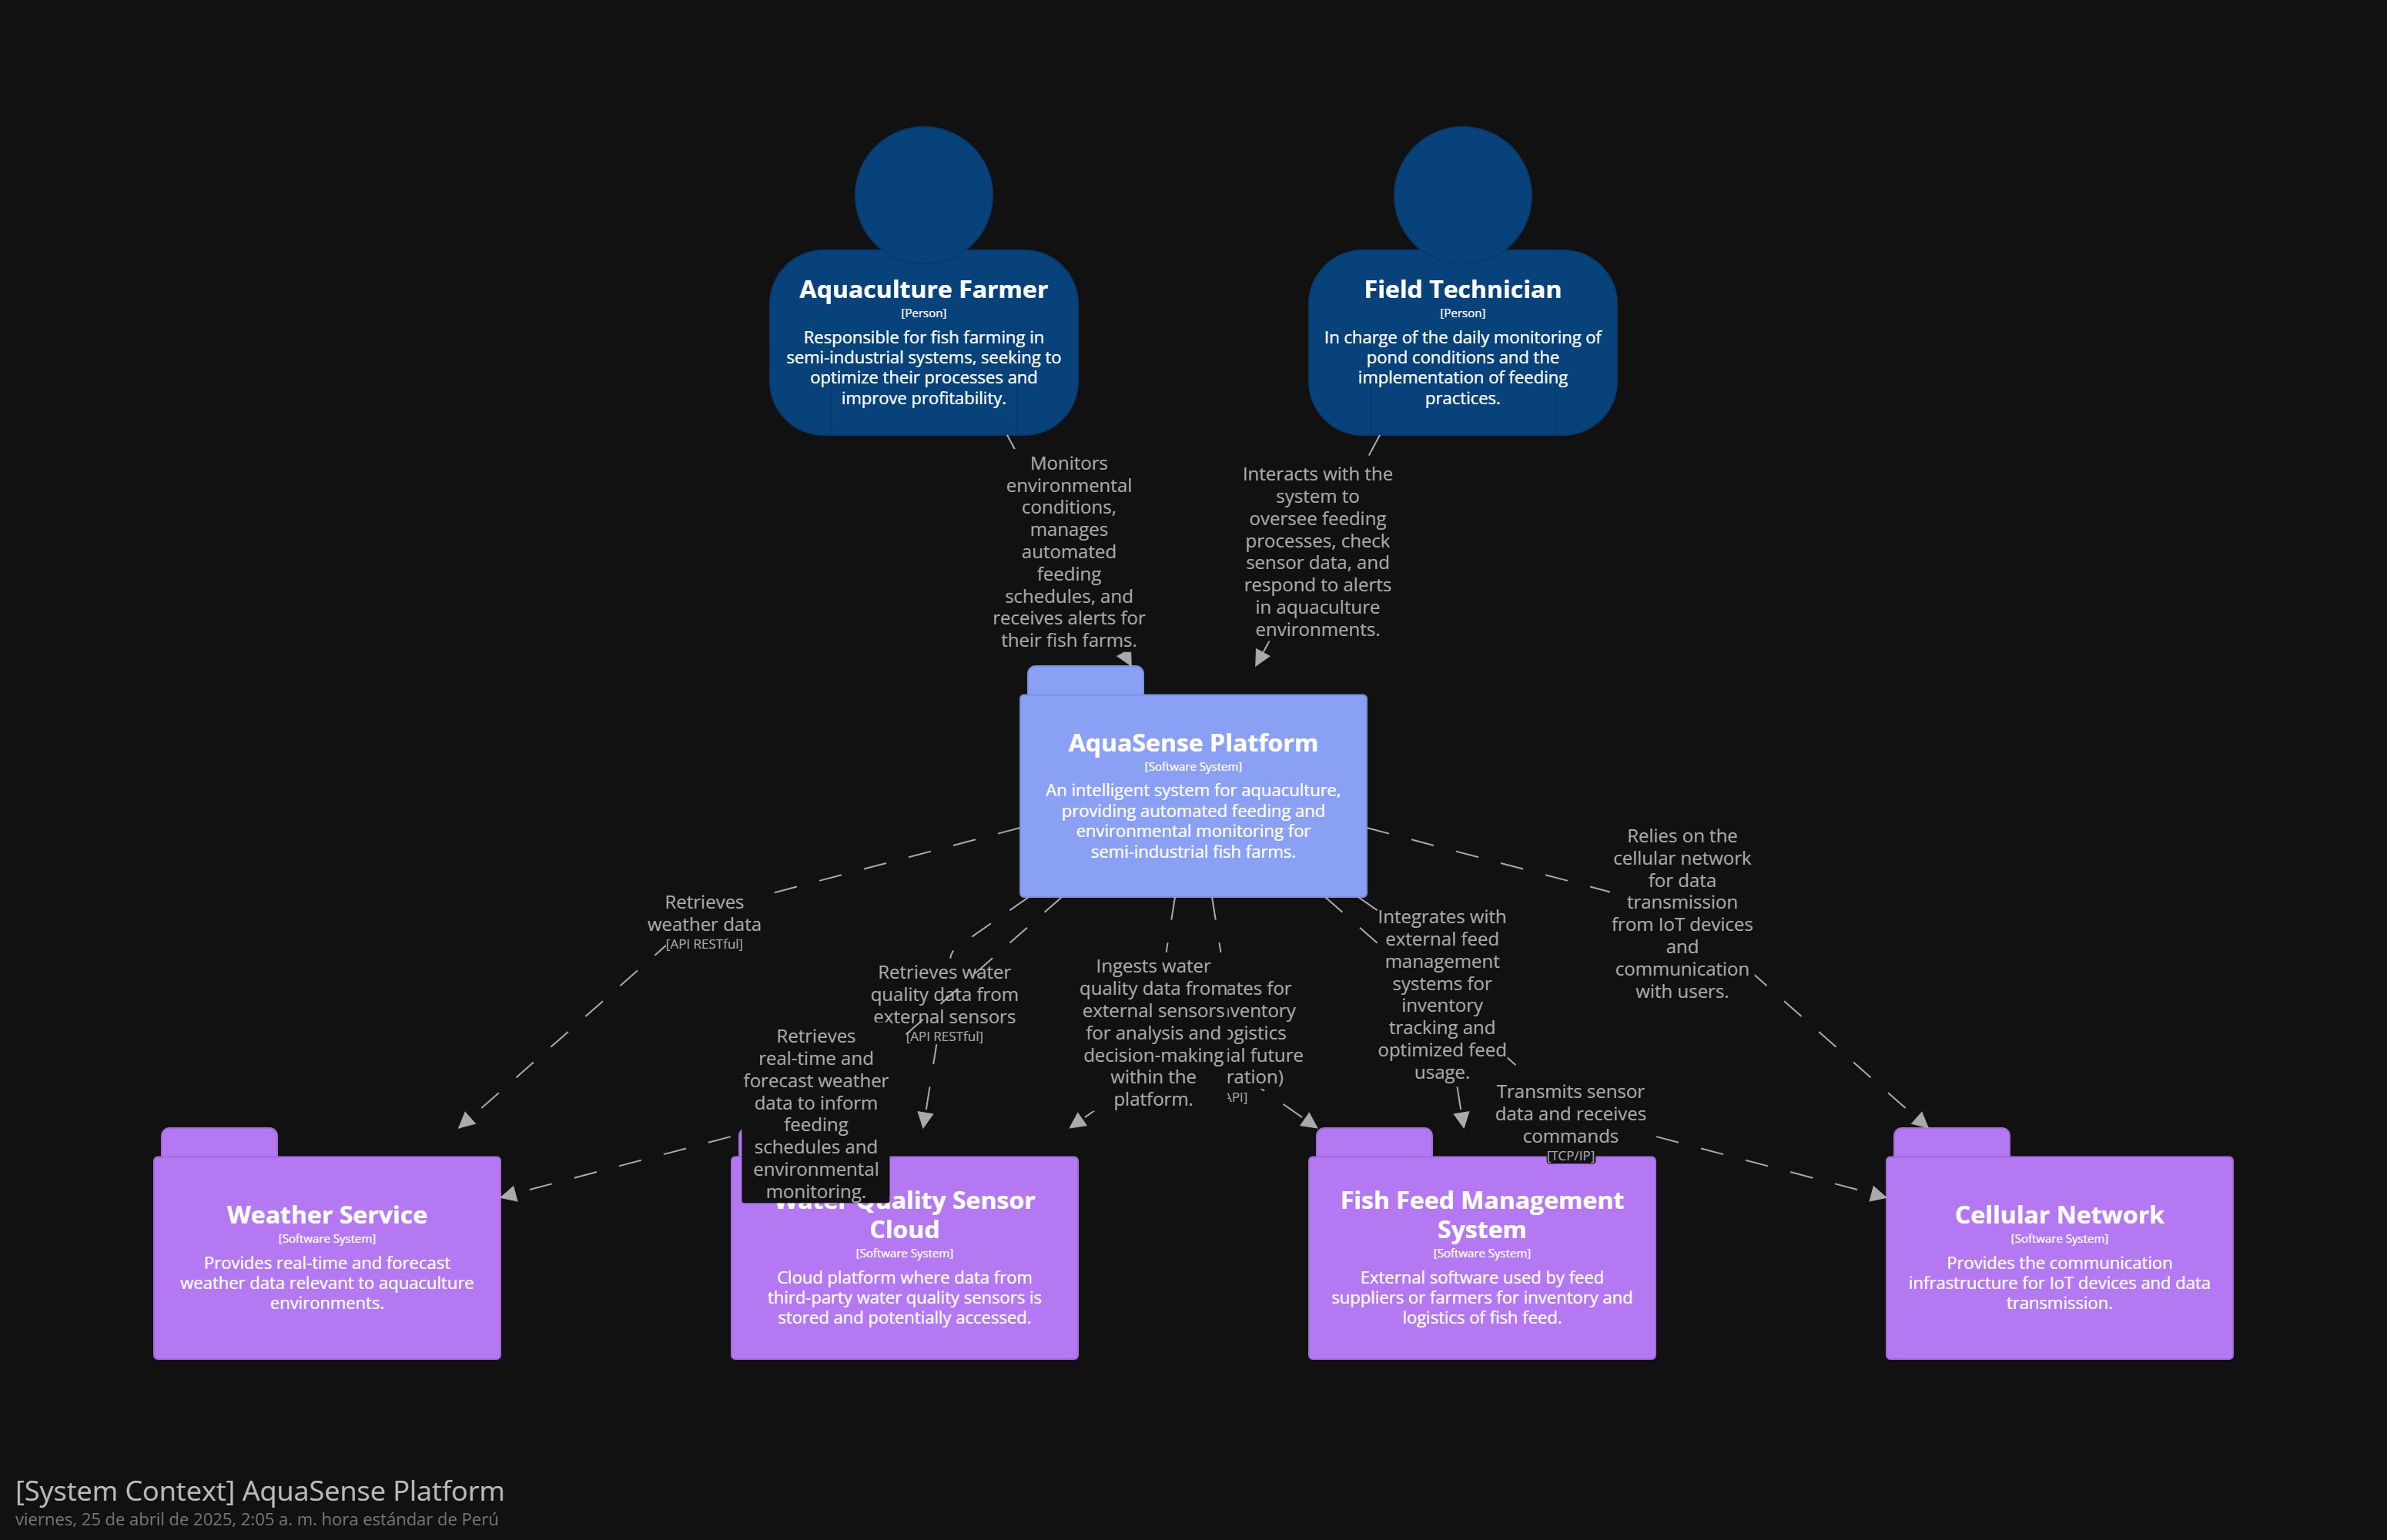 Aquaculture Farmer
[Person]
Responsible for fish farming in
semi-industrial systems, seeking to
optimize their processes and
improve profitability.
Field Technician
[Person]
In charge of the daily monitoring of
pond conditions and the
implementation of feeding
practices.
Monitors
environmental
conditions,
manages
automated
feeding
schedules, and
receives alerts for
their fish farms.
Interacts with the
system to
oversee feeding
processes, check
sensor data, and
respond to alerts
in aquaculture
environments.
AquaSense Platform
[Software System]
An intelligent system for aquaculture,
providing automated feeding and
environmental monitoring for
semi-industrial fish farms.
Retrieves
weather data
[API RESTful]
Retrieves water
quality data from
external sensors
[API RESTful]
Retrieves
real-time and
forecast weather
data to inform
feeding
schedules and
environmental
monitoring.
Ingests water
quality data from
external sensors
for analysis and
decision-making
within the
platform.
for
future
Integrates with
external feed
management
systems for
inventory
tracking and
optimized feed
usage.
Transmits sensor
data and receives
commands
[TCP/IP]
Relies on the
cellular network
for data
transmission
from IoT devices
and
communication
with users.
Weather Service
[Software System]
Provides real-time and forecast
weather data relevant to aquaculture
environments.
Water Quality Sensor
Cloud
[Software System]
Cloud platform where data from
third-party water quality sensors is
stored and potentially accessed.
Fish Feed Management
System
[Software System]
External software used by feed
suppliers or farmers for inventory and
logistics of fish feed.
Cellular Network
[Software System]
Provides the communication
infrastructure for IoT devices and data
transmission.
[System Context] AquaSense Platform
viernes, 25 de abril de 2025, 2:05 a. m. hora estándar de Perú